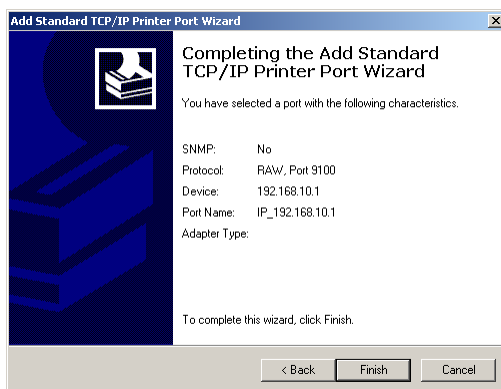 Add Standard TCP/IP Printer Port Wizard
Completing the Add Standard
TCP/IP Printer Port Wizard
You have selected a port with the following characteristics.
SNMP: No
Protocol: RAW, Port 9100
Device: 192.168.10.1
Port Name: IP_192.168.10.1
Adapter Type:
To complete this wizard, click Finish.
< Back Finish Cancel